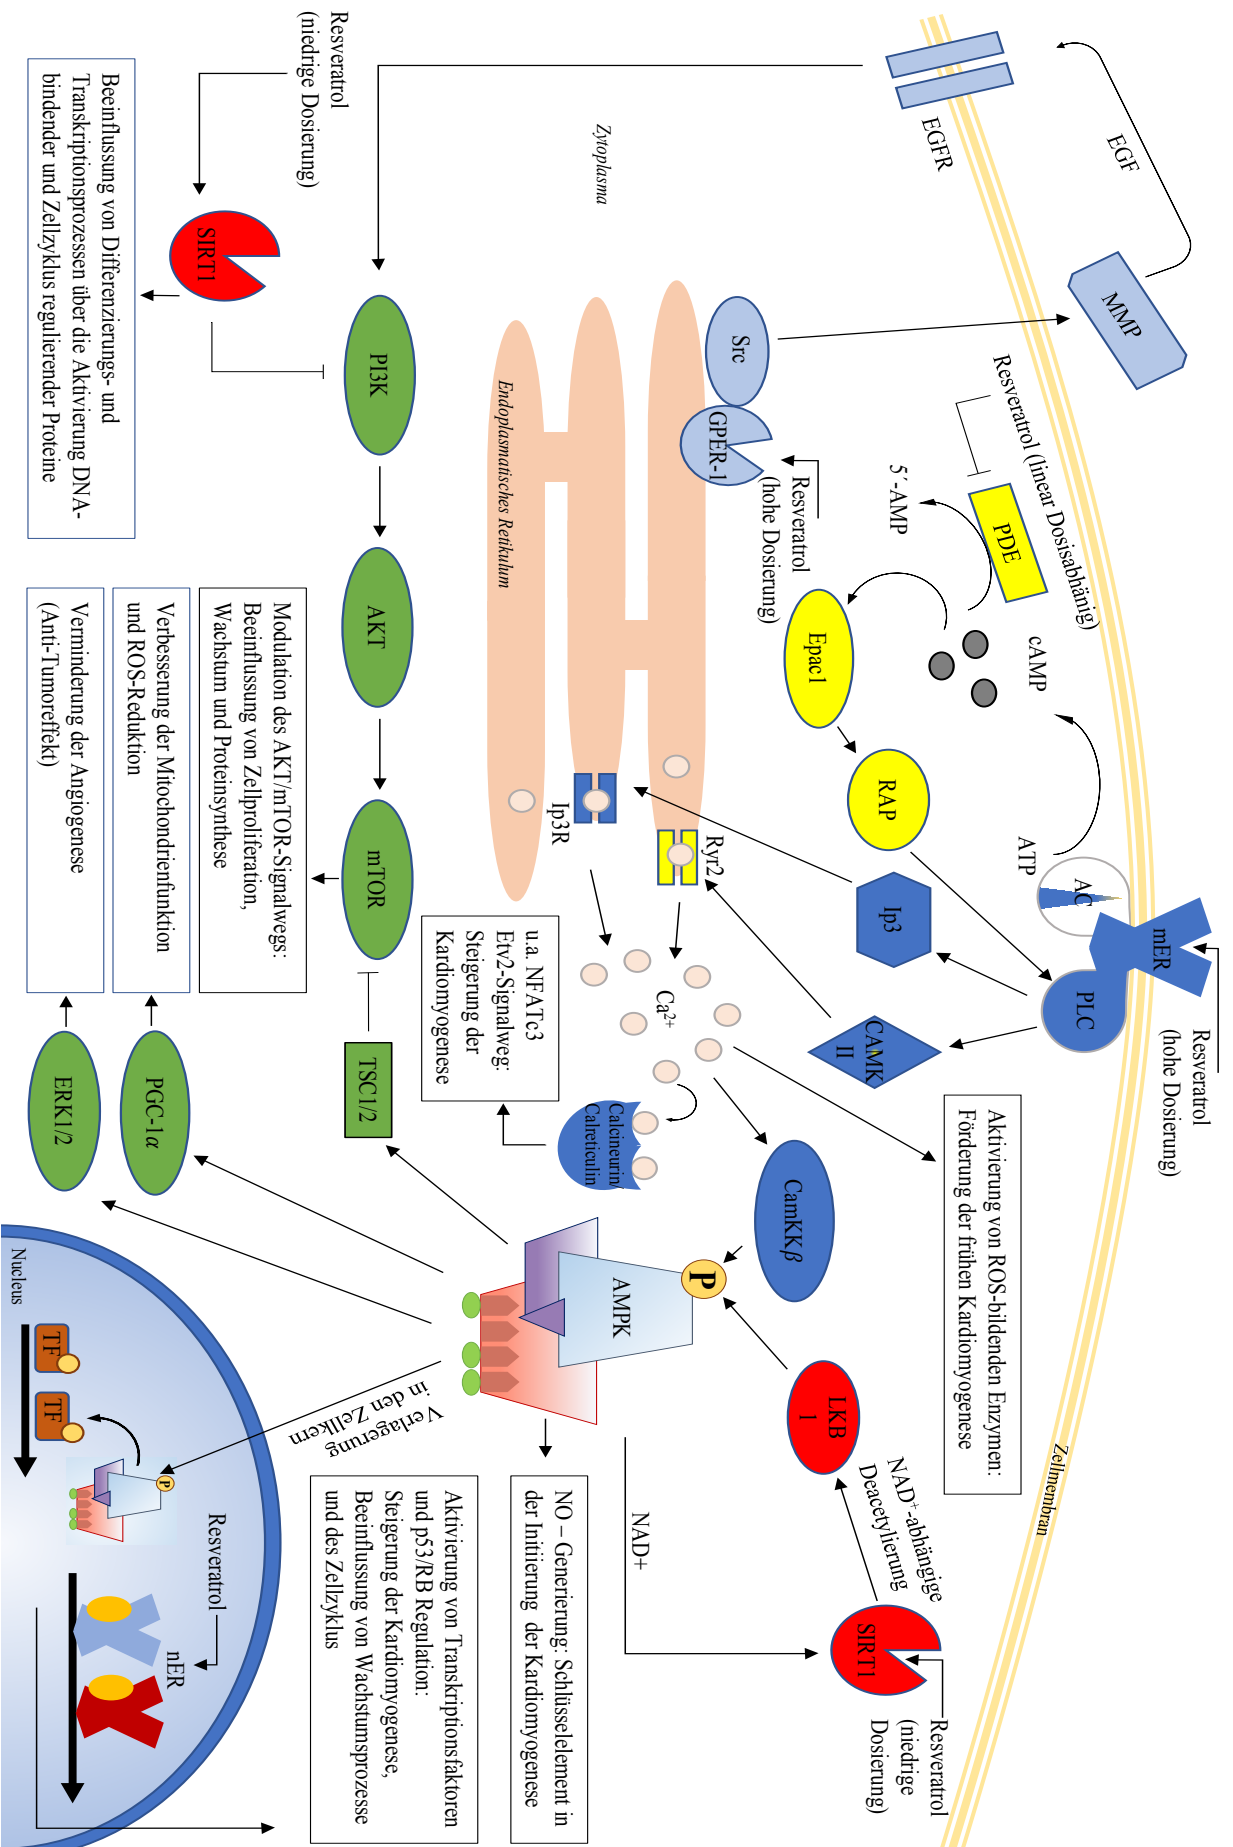 Resveratrol
(niedrige Dosierung)
SIRT1
Beeinflussung von Differenzierungs- und
Transkriptionsprozessen über die Aktivierung DNA-
bindender und Zellzyklus regulierender Proteine
EGF
EGFR
MMP
Zytoplasma
Src
GPER-1
Resveratrol
(hohe Dosierung)
Resveratrol (linear Dosisabhänig)
PDE
5´-AMP
cAMP
ATP
AC
mER
PLC
Resveratrol
(hohe Dosierung)
Epac1
RAP
Ip3
CAMK
II
Endoplasmatisches Retikulum
Ip3R
Ryr2
Ca2+
PI3K
AKT
mTOR
TSC1/2
Modulation des AKT/mTOR-Signalwegs:
Beeinflussung von Zellproliferation,
Wachstum und Proteinsynthese
Verbesserung der Mitochondrienfunktion
und ROS-Reduktion
Verminderung der Angiogenese
(Anti-Tumoreffekt)
PGC-1α
ERK1/2
u.a. NFATc3
Etv2-Signalweg:
Steigerung der
Kardiomyogenese
Calcineurin/
Calreticulin
CamKKβ
Aktivierung von ROS-bildenden Enzymen:
Förderung der frühen Kardiomyogenese
Zellmembran
P
AMPK
LKB
1
NAD+-abhängige
Deacetylierung
SIRT1
Resveratrol
(niedrige
Dosierung)
NAD+
NO – Generierung: Schlüsselelement in
der Initiierung der Kardiomyogenese
Aktivierung von Transkriptionsfaktoren
und p53/RB Regulation:
Steigerung der Kardiomyogenese,
Beeinflussung von Wachstumsprozesse
und des Zellzyklus
Verlagerung
in den Zellkern
Nucleus
TF
TF
P
Resveratrol
nER